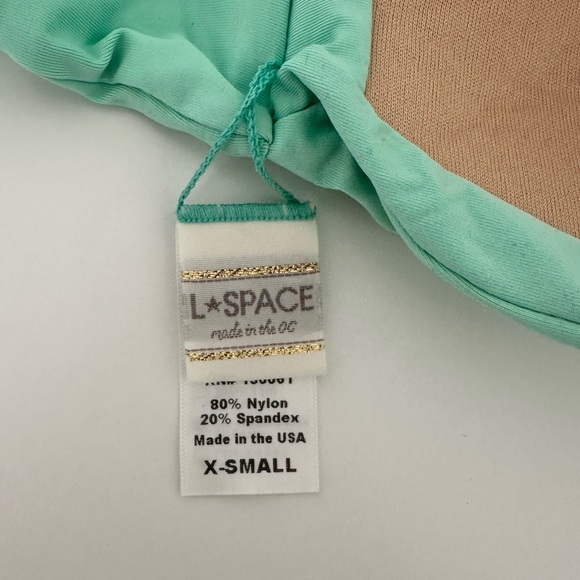 L★SPACE
made in the OC
80% Nylon
20% Spandex
Made in the USA
X-SMALL